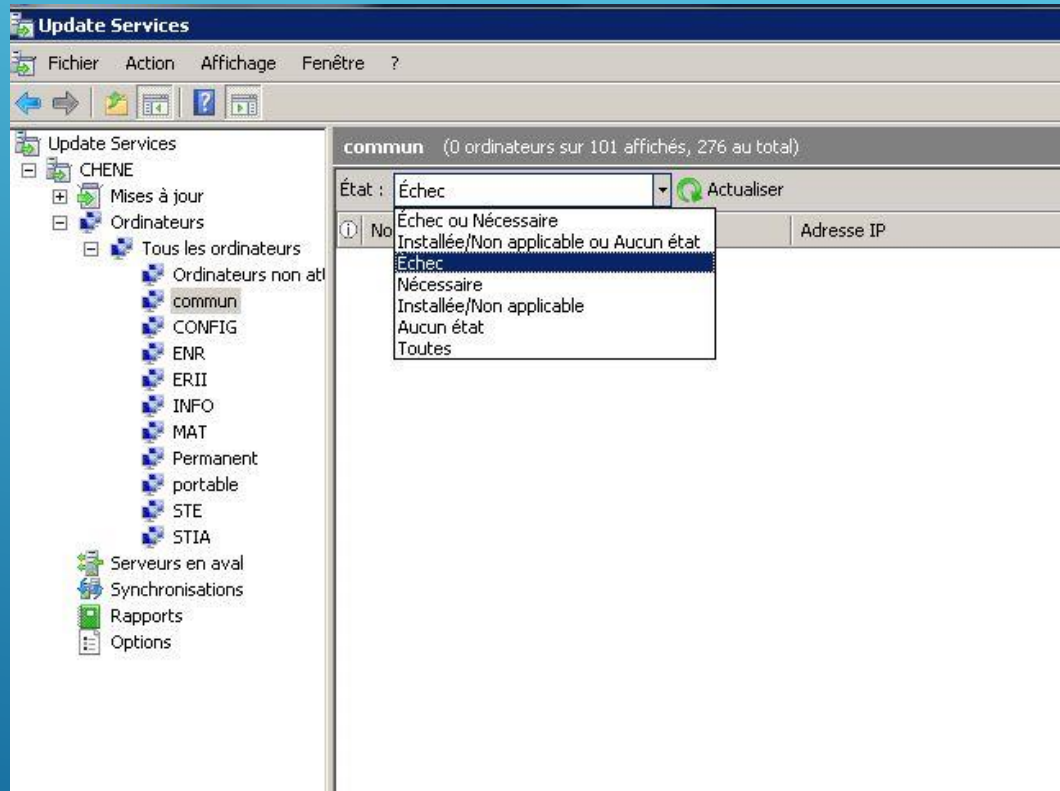 Update Services
Fichier Action Affichage Fenêtre ?
Update Services
CHENE
Mises à jour
Ordinateurs
Tous les ordinateurs
Ordinateurs non
commun
CONFIG
ENR
ERII
INFO
MAT
Permanent
portable
STE
STIA
Serveurs en aval
Synchronisations
Rapports
Options
commun (0 ordinateurs sur 101 affichés, 276 au total)
État : Échec Actualiser
Adresse IP
Échec ou Nécessaire
Installée/Non applicable ou Aucun état
Échec
Nécessaire
Installée/Non applicable
Aucun état
Toutes